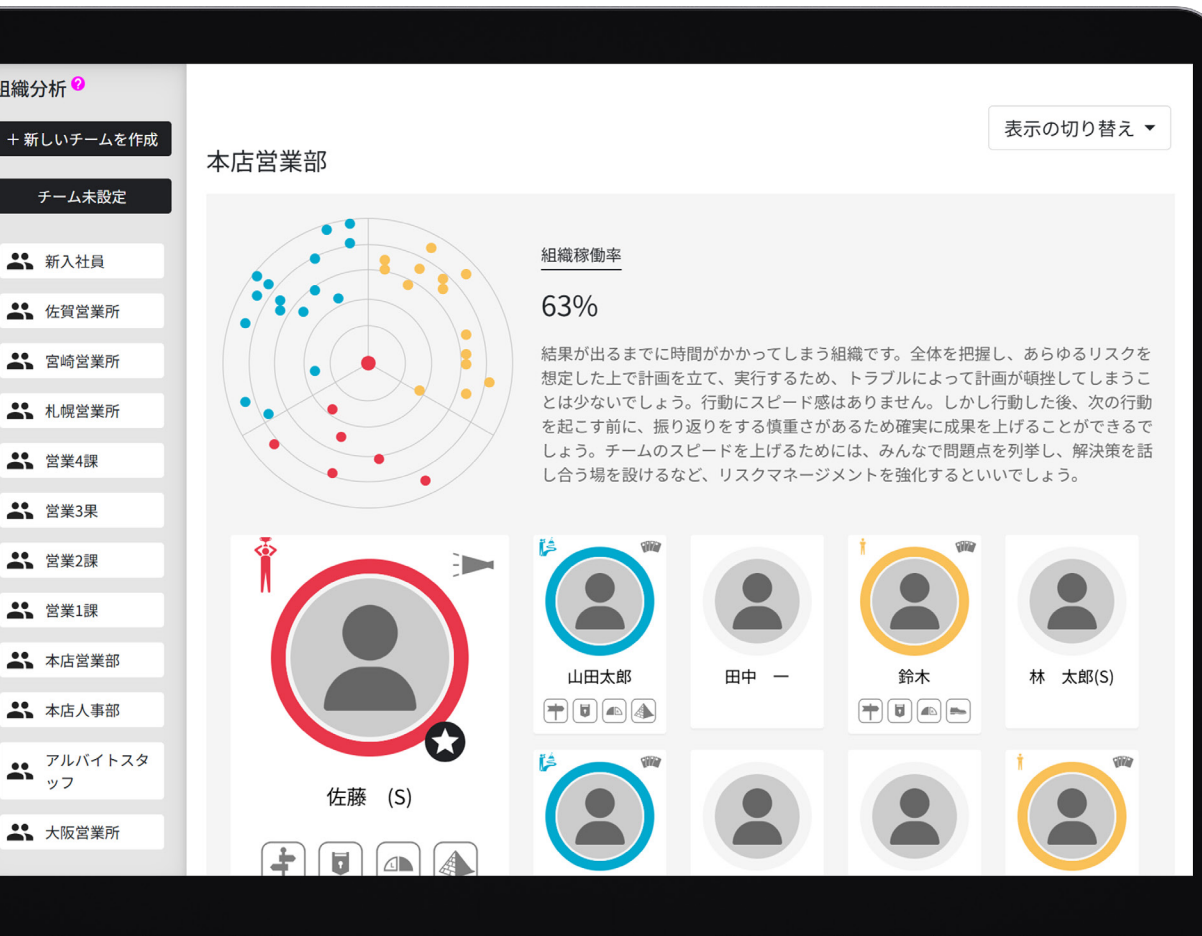 組織分析 ?
+ 新しいチームを作成
チーム未設定
新入社員
佐賀営業所
宮崎営業所
札幌営業所
営業4課
営業3果
営業2課
営業1課
本店営業部
本店人事部
アルバイトスタ
ッフ
大阪営業所
表示の切り替え
本店営業部
組織稼働率
63%
結果が出るまでに時間がかかってしまう組織です。全体を把握し、あらゆるリスクを
想定した上で計画を立て、実行するため、トラブルによって計画が頓挫してしまうこ
とは少ないでしょう。行動にスピード感はありません。しかし行動した後、次の行動
を起こす前に、振り返りをする慎重さがあるため確実に成果を上げることができるで
しょう。チームのスピードを上げるためには、みんなで問題点を列挙し、解決策を話
し合う場を設けるなど、リスクマネージメントを強化するといいでしょう。
佐藤 (S)
山田太郎
田中 一
鈴木
林 太郎(S)